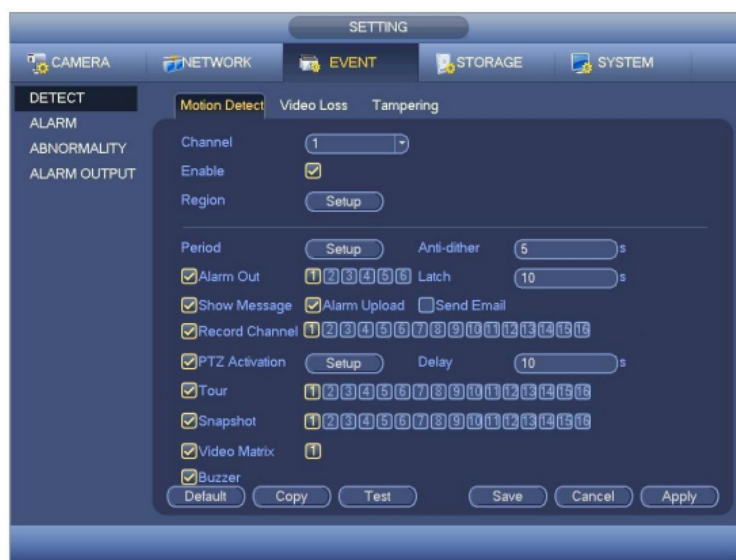 SETTING
CAMERA NETWORK EVENT STORAGE SYSTEM
DETECT
ALARM
ABNORMALITY
ALARM OUTPUT
Motion Detect Video Loss Tampering
Channel 1
Enable
Region Setup
Period Setup Anti-dither 5 s
Alarm Out 1 2 3 4 5 6 Latch 10 s
Show Message Alarm Upload Send Email
Record Channel 1 2 3 4 5 6 7 8 9 10 11 12 13 14 15 16
PTZ Activation Setup Delay 10 s
Tour 1 2 3 4 5 6 7 8 9 10 11 12 13 14 15 16
Snapshot 1 2 3 4 5 6 7 8 9 10 11 12 13 14 15 16
Video Matrix 1
Buzzer
Default Copy Test Save Cancel Apply